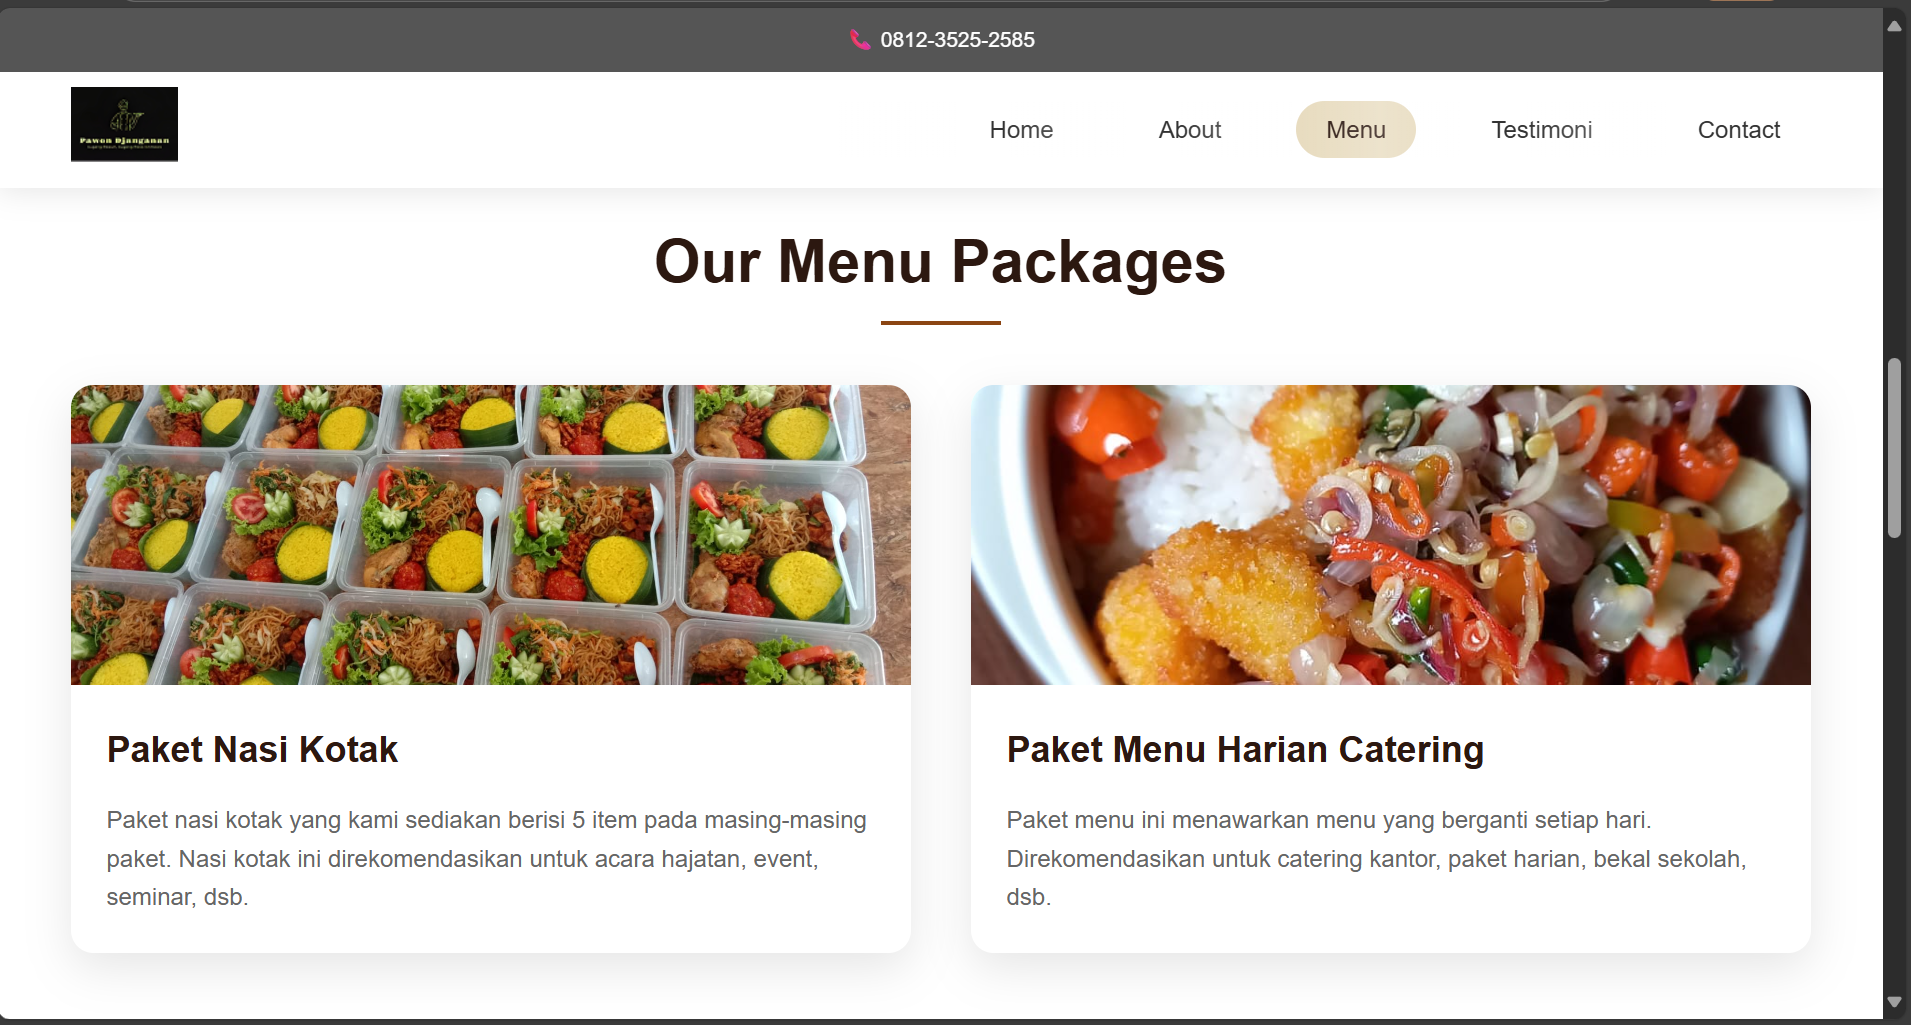 0812-3525-2585
Pawon Djanganan
Home
About
Menu
Testimoni
Contact
Our Menu Packages
Paket Nasi Kotak
Paket nasi kotak yang kami sediakan berisi 5 item pada masing-masing
paket. Nasi kotak ini direkomendasikan untuk acara hajatan, event,
seminar, dsb.
Paket Menu Harian Catering
Paket menu ini menawarkan menu yang berganti setiap hari.
Direkomendasikan untuk catering kantor, paket harian, bekal sekolah,
dsb.